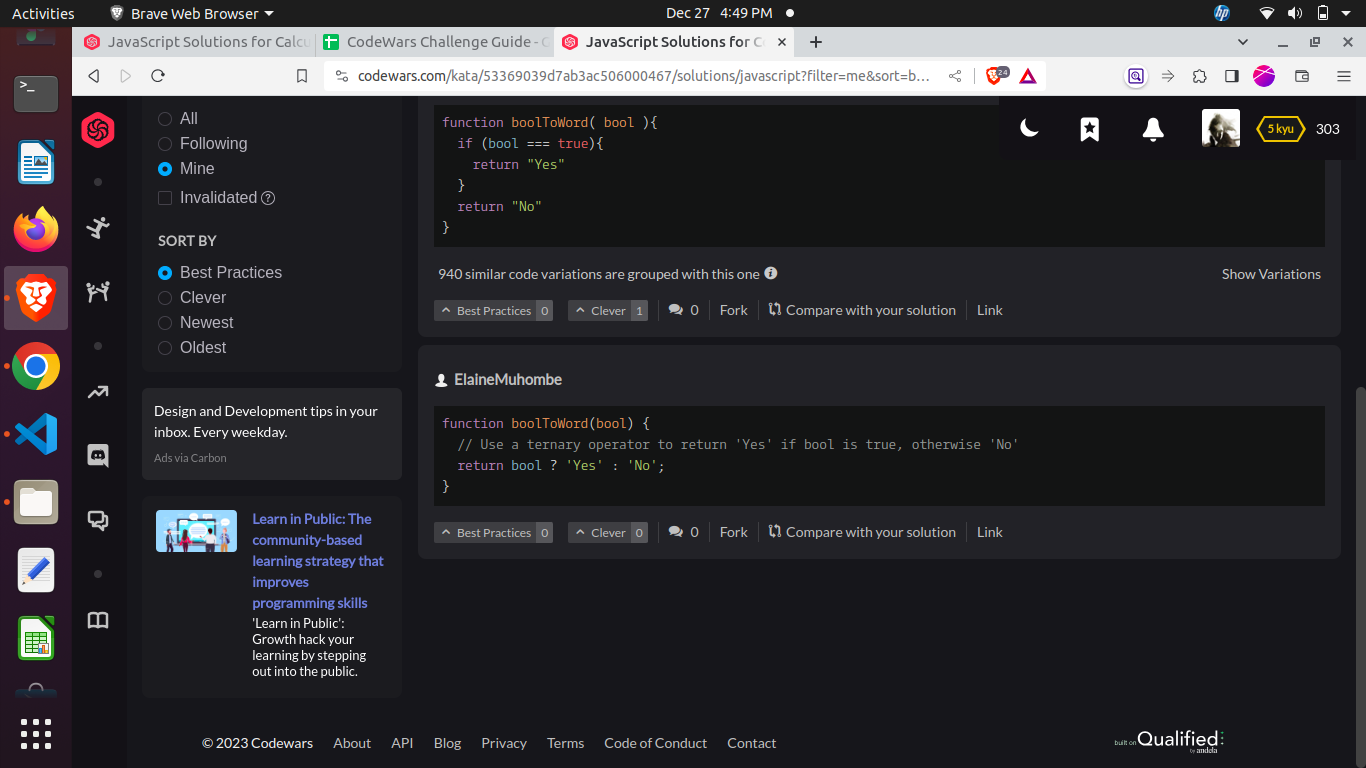 Activities
Brave Web Browser
Dec 27 4:49 PM
JavaScript Solutions for Calcu
CodeWars Challenge Guide - C
JavaScript Solutions for Co
codewars.com/kata/53369039d7ab3ac506000467/solutions/javascript?filter=me&sort=b...
24
5 kyu
303
All
Following
Mine
Invalidated
SORT BY
Best Practices
Clever
Newest
Oldest
Design and Development tips in your
inbox. Every weekday.
Ads via Carbon
Learn in Public: The
community-based
learning strategy that
improves
programming skills
'Learn in Public':
Growth hack your
learning by stepping
out into the public.
function boolToWord( bool ){
if (bool === true){
return "Yes"
}
return "No"
}
940 similar code variations are grouped with this one
Show Variations
Best Practices 0 Clever 1 0 Fork Compare with your solution Link
ElaineMuhombe
function boolToWord(bool) {
// Use a ternary operator to return 'Yes' if bool is true, otherwise 'No'
return bool ? 'Yes' : 'No';
}
Best Practices 0 Clever 0 0 Fork Compare with your solution Link
© 2023 Codewars About API Blog Privacy Terms Code of Conduct Contact
built on Qualified
by andela